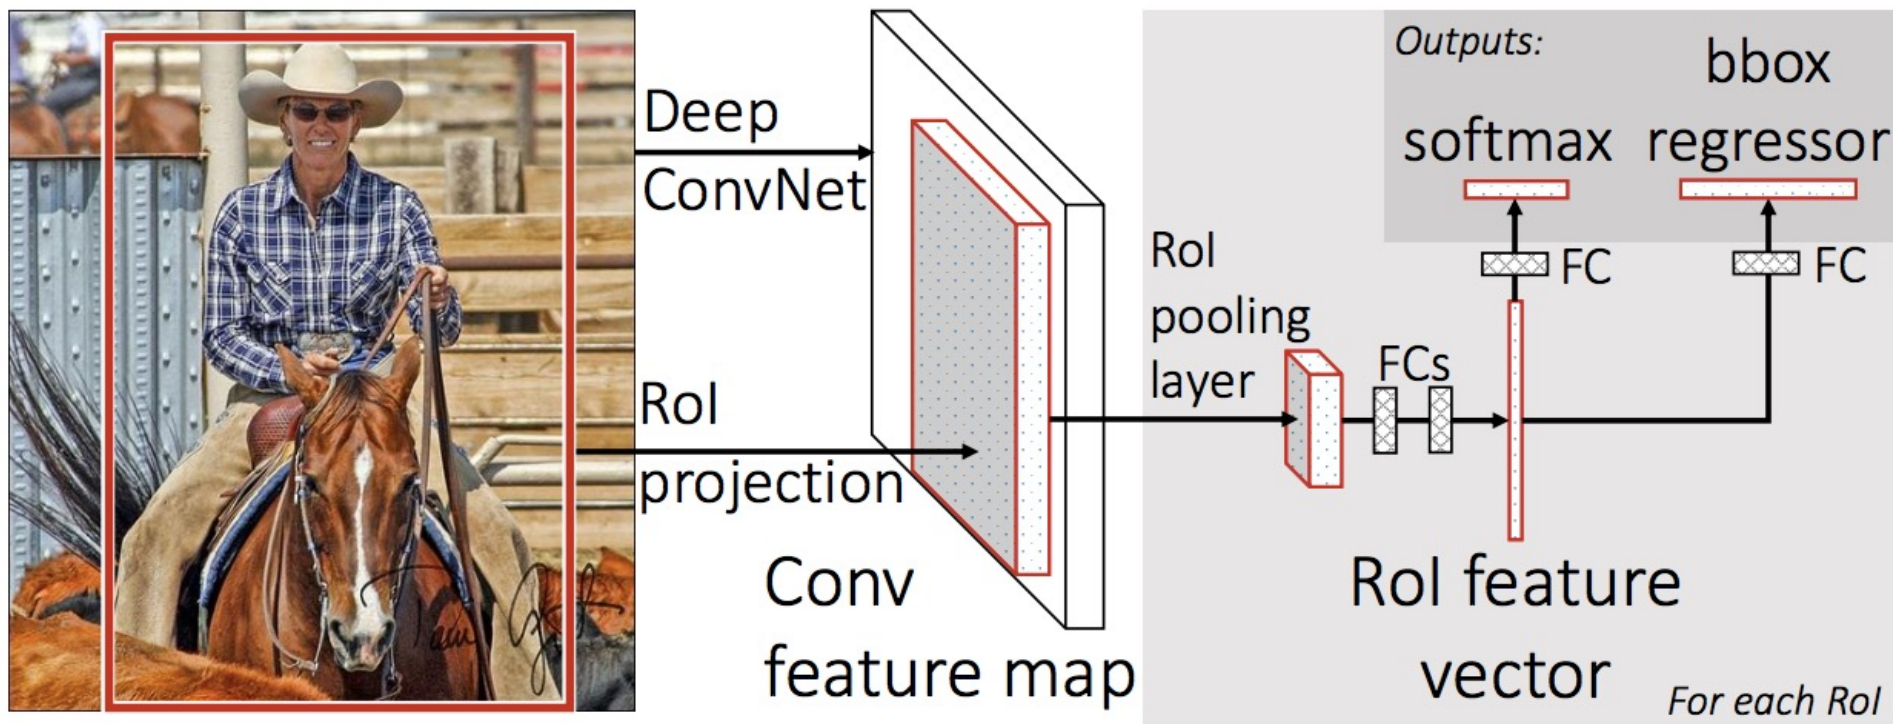 Deep
ConvNet
RoI
projection
Conv
feature map
RoI
pooling
layer
FCs
RoI feature
vector
For each RoI
Outputs:
softmax
bbox
regressor
FC
FC